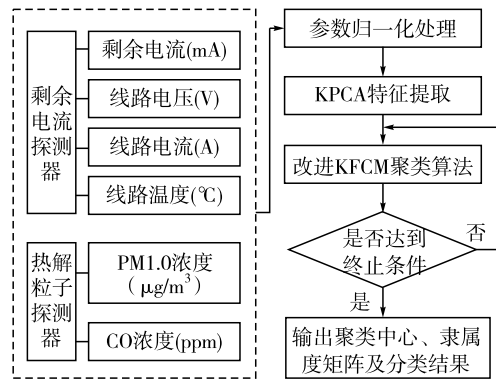 剩余
电流
探测
器
剩余电流(mA)
线路电压(V)
线路电流(A)
线路温度(℃)
热解
粒子
探测
器
PM1.0浓度
(μg/m³)
CO浓度(ppm)
参数归一化处理
KPCA特征提取
改进KFCM聚类算法
是否达到
终止条件
否
是
输出聚类中心、隶属
度矩阵及分类结果